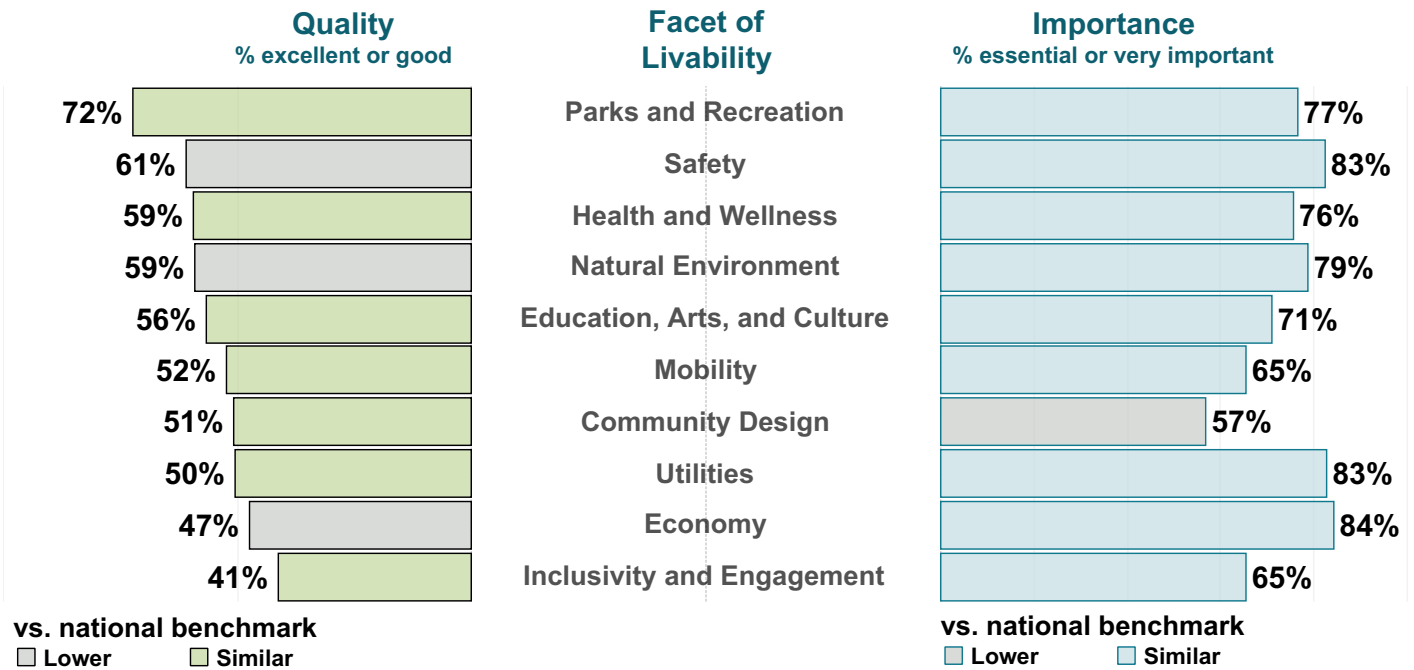 Quality
% excellent or good
Facet of
Livability
Importance
% essential or very important
72% Parks and Recreation 77%
61% Safety 83%
59% Health and Wellness 76%
59% Natural Environment 79%
56% Education, Arts, and Culture 71%
52% Mobility 65%
51% Community Design 57%
50% Utilities 83%
47% Economy 84%
41% Inclusivity and Engagement 65%
vs. national benchmark
Lower Similar
vs. national benchmark
Lower Similar